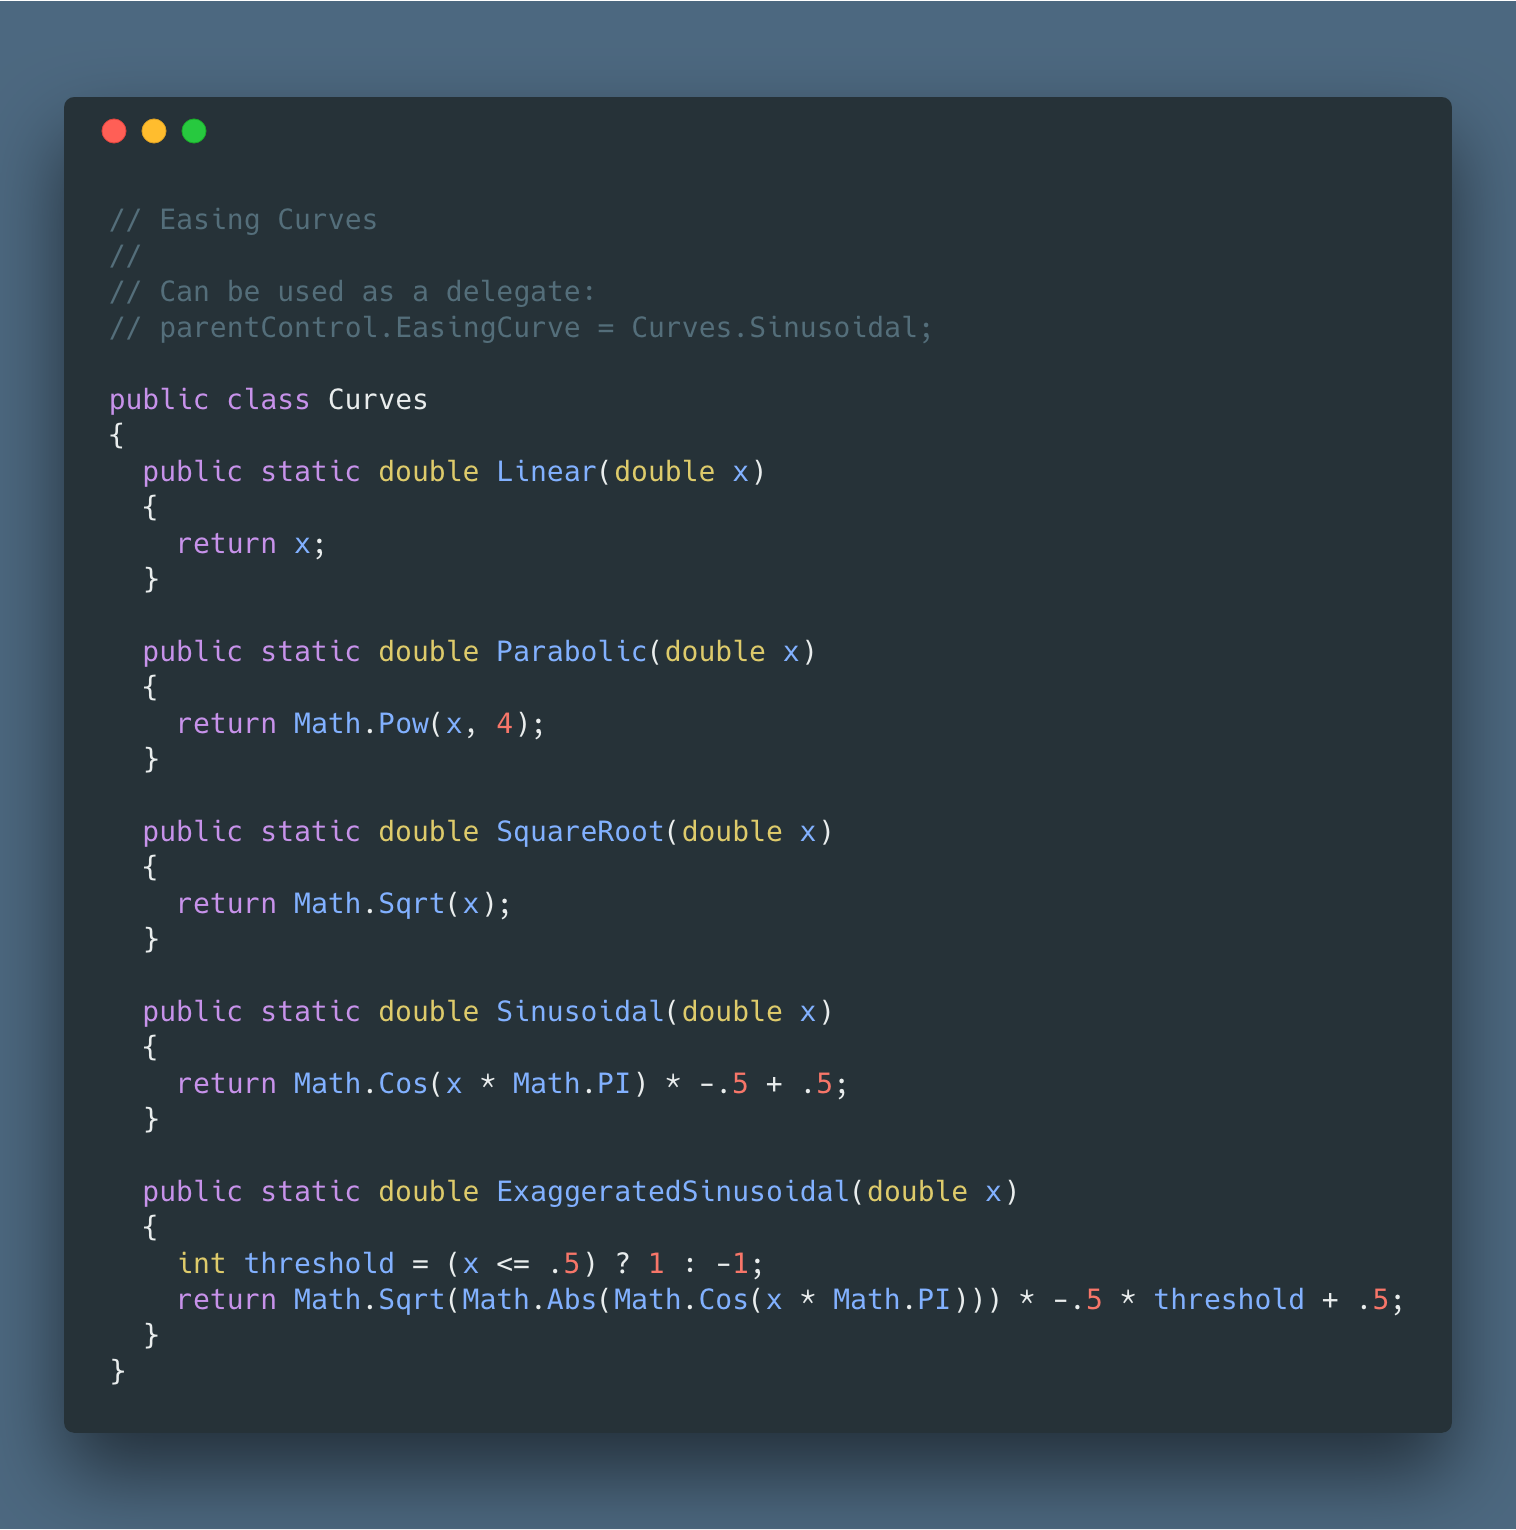 // Easing Curves
//
// Can be used as a delegate:
// parentControl.EasingCurve = Curves.Sinusoidal;

public class Curves
{
  public static double Linear(double x)
  {
    return x;
  }

  public static double Parabolic(double x)
  {
    return Math.Pow(x, 4);
  }

  public static double SquareRoot(double x)
  {
    return Math.Sqrt(x);
  }

  public static double Sinusoidal(double x)
  {
    return Math.Cos(x * Math.PI) * -.5 + .5;
  }

  public static double ExaggeratedSinusoidal(double x)
  {
    int threshold = (x <= .5) ? 1 : -1;
    return Math.Sqrt(Math.Abs(Math.Cos(x * Math.PI))) * -.5 * threshold + .5;
  }
}